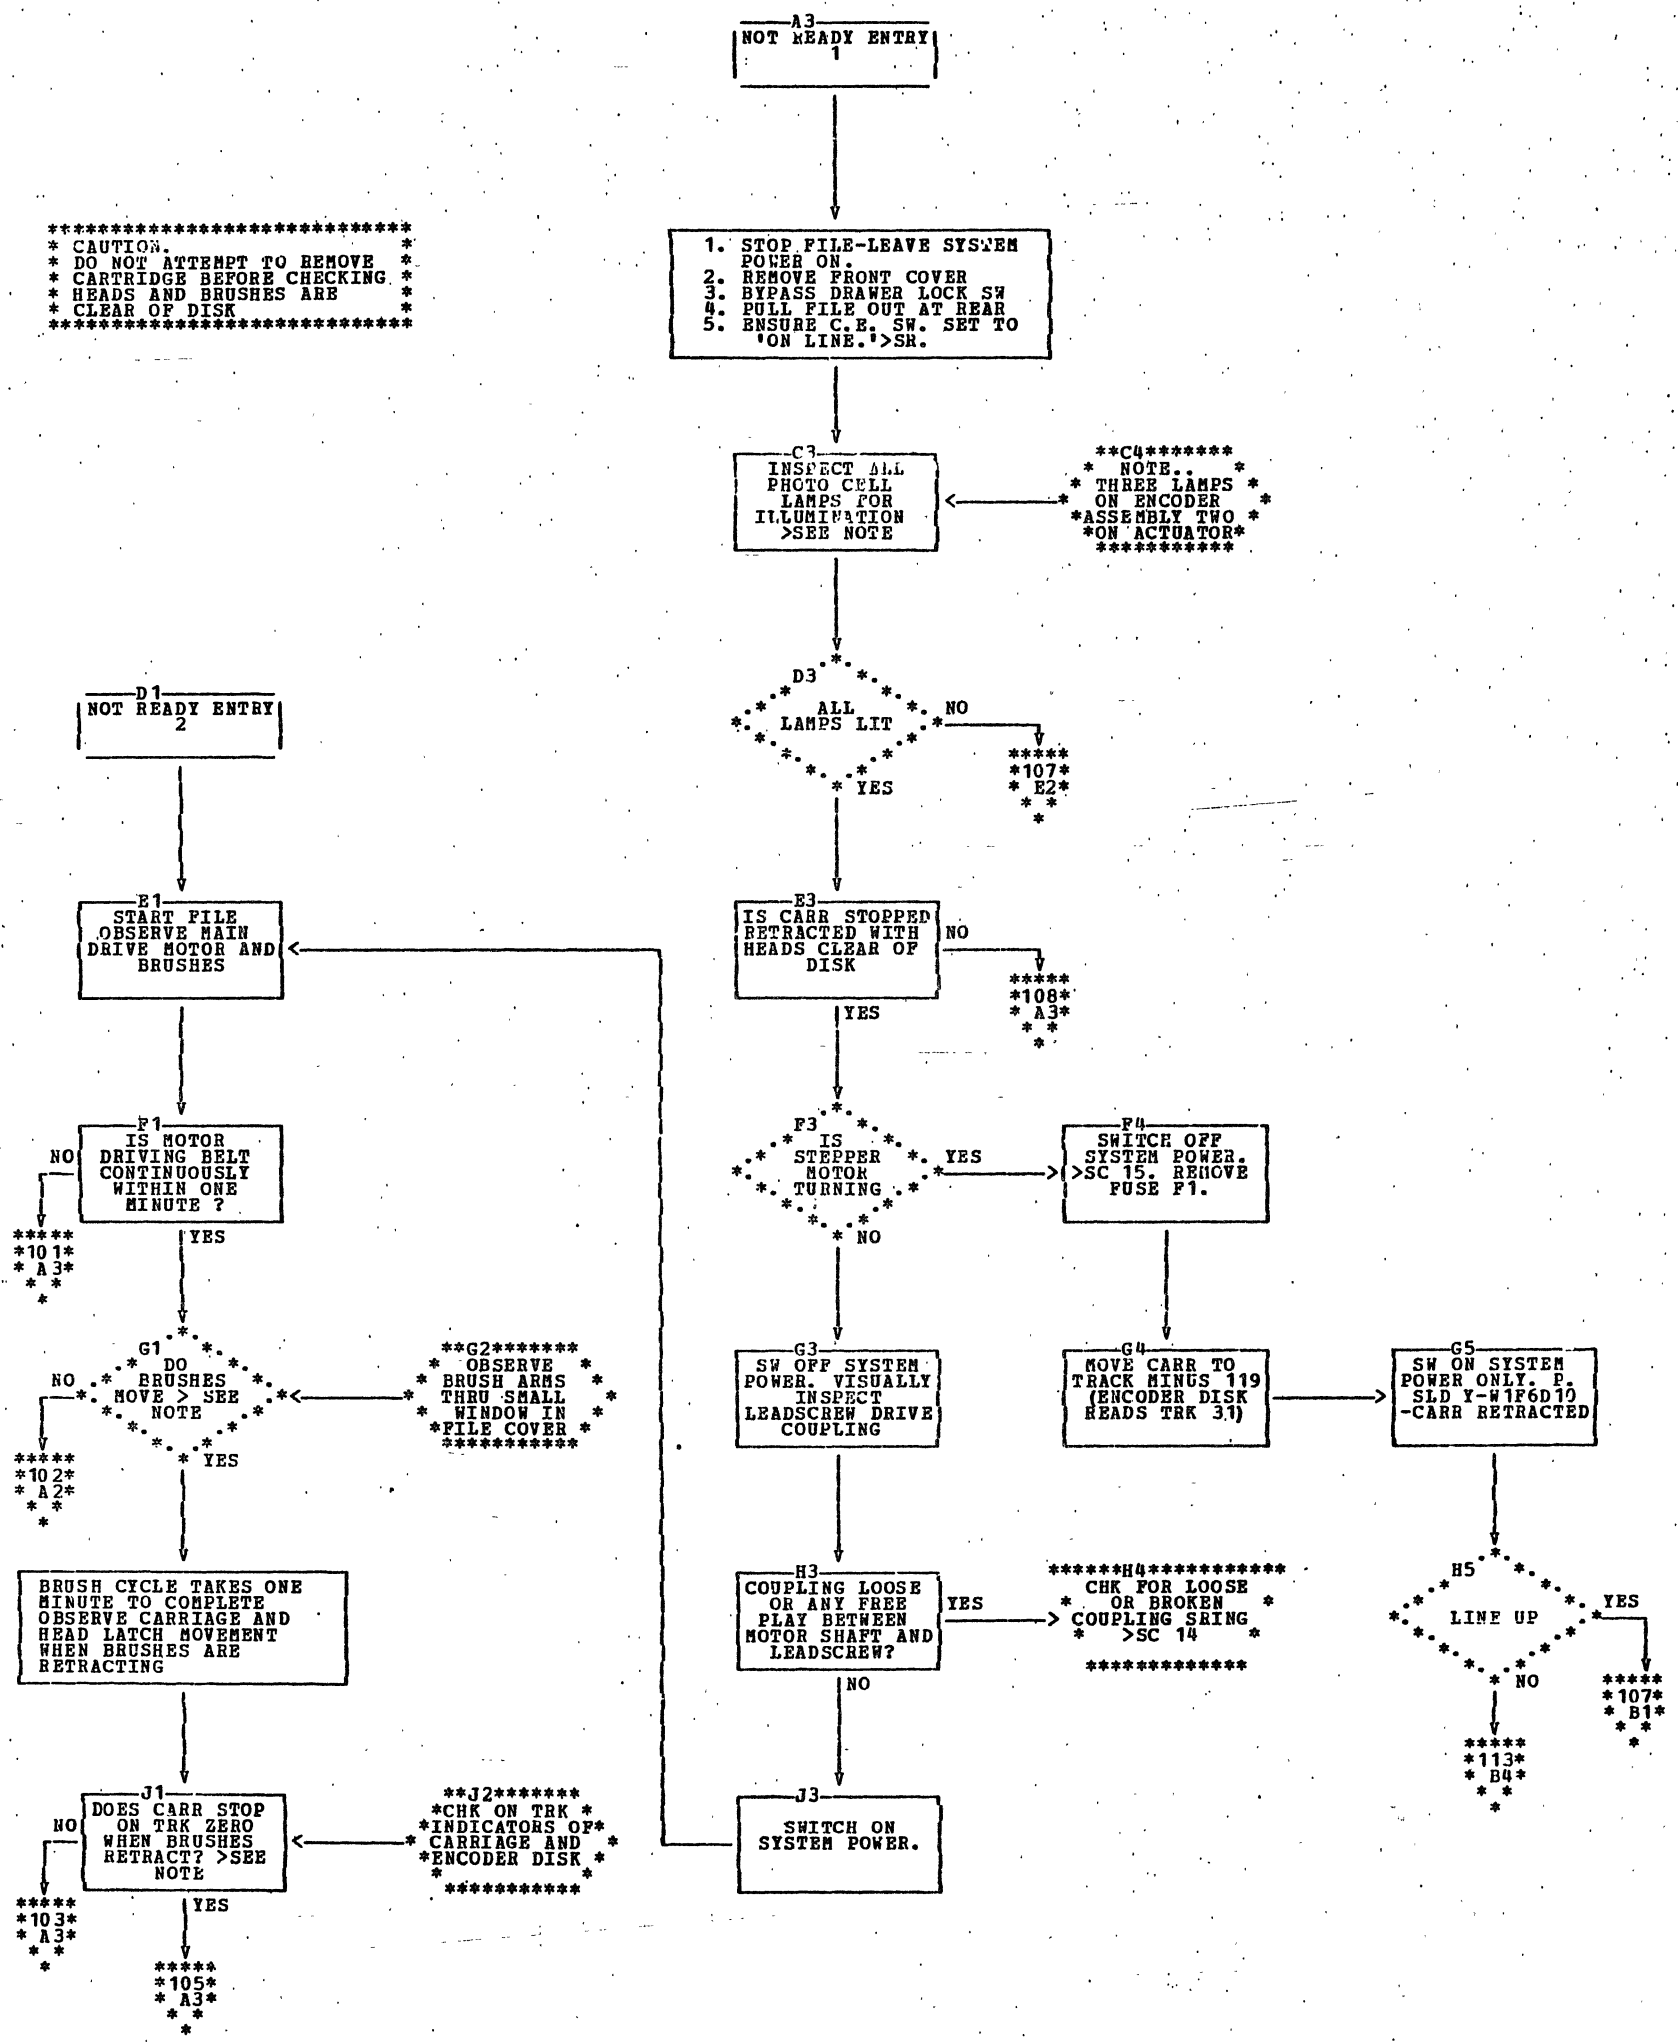 A3
NOT READY ENTRY
1
****************************
* CAUTION. *
* DO NOT ATTEMPT TO REMOVE *
* CARTRIDGE BEFORE CHECKING *
* HEADS AND BRUSHES ARE *
* CLEAR OF DISK *
****************************
1. STOP FILE-LEAVE SYSTEM
POWER ON.
2. REMOVE FRONT COVER
3. BYPASS DRAWER LOCK SW
4. PULL FILE OUT AT REAR
5. ENSURE C.E. SW. SET TO
'ON LINE.'>SR.
C3
INSPECT ALL
PHOTO CELL
LAMPS FOR
ILLUMINATION
>SEE NOTE
**C4*******
* NOTE.. *
* THREE LAMPS *
* ON ENCODER *
*ASSEMBLY TWO *
*ON ACTUATOR*
***********
D3
ALL
LAMPS LIT
NO
*****
*107*
* E2*
* *
*
YES
D1
NOT READY ENTRY
2
E1
START FILE
OBSERVE MAIN
DRIVE MOTOR AND
BRUSHES
E3
IS CARR STOPPED
RETRACTED WITH
HEADS CLEAR OF
DISK
NO
*****
*108*
* A3*
* *
*
YES
F1
IS MOTOR
DRIVING BELT
CONTINUOUSLY
WITHIN ONE
MINUTE ?
NO
*****
*101*
* A3*
* *
*
YES
F3
IS
STEPPER
MOTOR
TURNING
YES
NO
F4
SWITCH OFF
SYSTEM POWER.
>SC 15. REMOVE
FUSE F1.
G1
DO
BRUSHES
MOVE > SEE
NOTE
NO
*****
*102*
* A2*
* *
*
YES
**G2*******
* OBSERVE *
* BRUSH ARMS *
* THRU SMALL *
* WINDOW IN *
*FILE COVER *
***********
G3
SW OFF SYSTEM
POWER. VISUALLY
INSPECT
LEADSCREW DRIVE
COUPLING
G4
MOVE CARR TO
TRACK MINUS 119
(ENCODER DISK
READS TRK 31)
G5
SW ON SYSTEM
POWER ONLY. P.
SLD Y-W1F6D10
-CARR RETRACTED
BRUSH CYCLE TAKES ONE
MINUTE TO COMPLETE
OBSERVE CARRIAGE AND
HEAD LATCH MOVEMENT
WHEN BRUSHES ARE
RETRACTING
H3
COUPLING LOOSE
OR ANY FREE
PLAY BETWEEN
MOTOR SHAFT AND
LEADSCREW?
YES
NO
******H4***********
CHK FOR LOOSE
* OR BROKEN *
COUPLING SRING
* >SC 14 *
*************
H5
LINE UP
YES
*****
*107*
* B1*
* *
*
NO
*****
*113*
* B4*
* *
*
J1
DOES CARR STOP
ON TRK ZERO
WHEN BRUSHES
RETRACT? >SEE
NOTE
NO
*****
*103*
* A3*
* *
*
YES
*****
*105*
* A3*
* *
*
**J2*******
*CHK ON TRK *
*INDICATORS OF*
* CARRIAGE AND *
*ENCODER DISK *
* *
***********
J3
SWITCH ON
SYSTEM POWER.